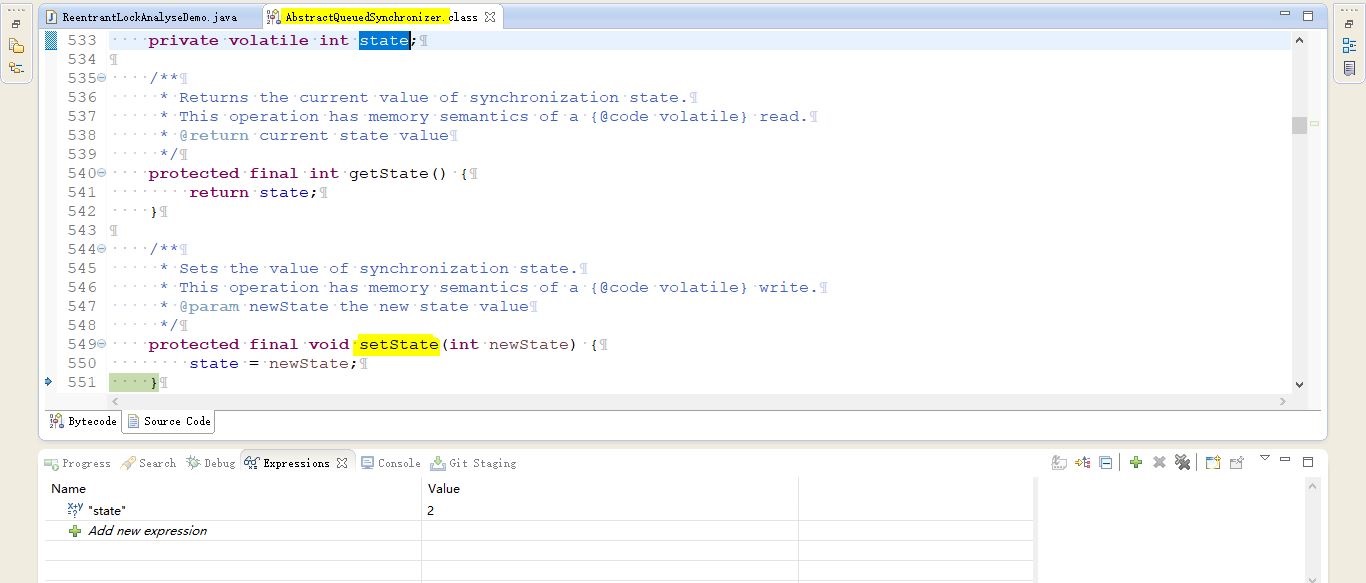 ReentrantLockAnalyseDemo.java AbstractQueuedSynchronizer.class
533 private volatile int state;
534
535 /**
536 * Returns the current value of synchronization state.
537 * This operation has memory semantics of a {@code volatile} read.
538 * @return current state value
539 */
540 protected final int getState() {
541 return state;
542 }
543
544 /**
545 * Sets the value of synchronization state.
546 * This operation has memory semantics of a {@code volatile} write.
547 * @param newState the new state value
548 */
549 protected final void setState(int newState) {
550 state = newState;
551 }
Bytecode Source Code
Progress Search Debug Expressions Console Git Staging
Name Value
"state" 2
Add new expression